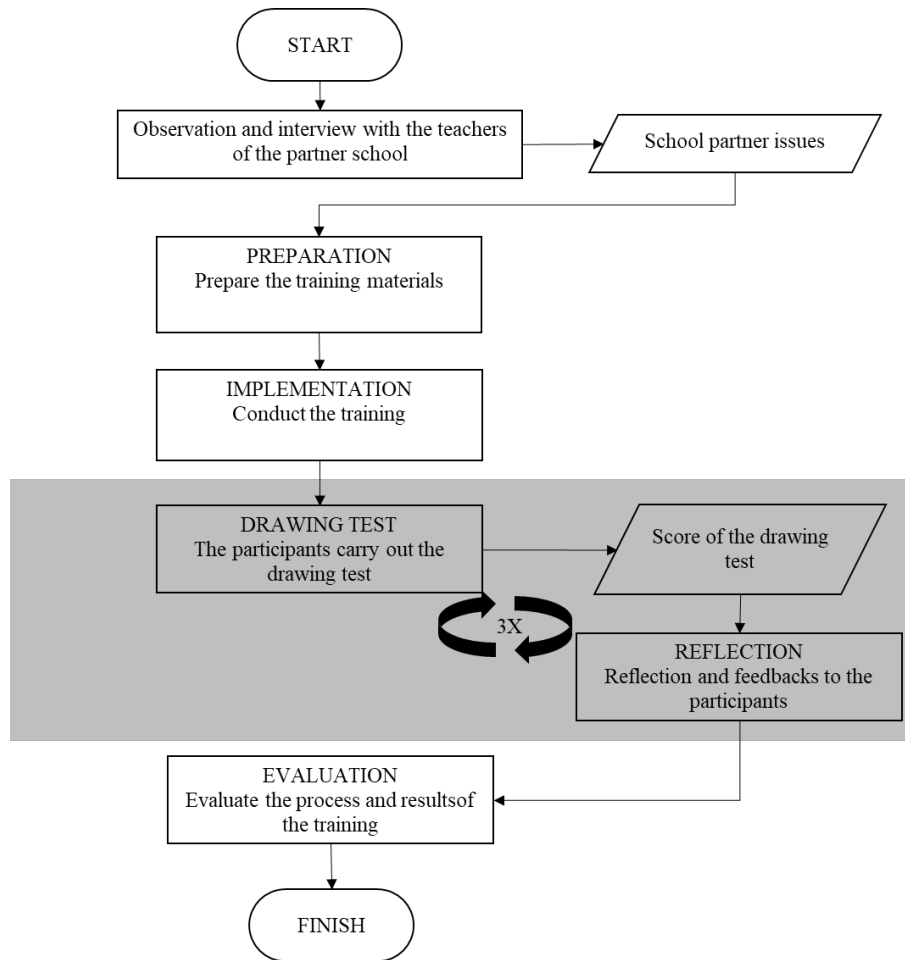 START
Observation and interview with the teachers
of the partner school
School partner issues
PREPARATION
Prepare the training materials
IMPLEMENTATION
Conduct the training
DRAWING TEST
The participants carry out the
drawing test
Score of the drawing
test
3X
REFLECTION
Reflection and feedbacks to the
participants
EVALUATION
Evaluate the process and resultsof
the training
FINISH